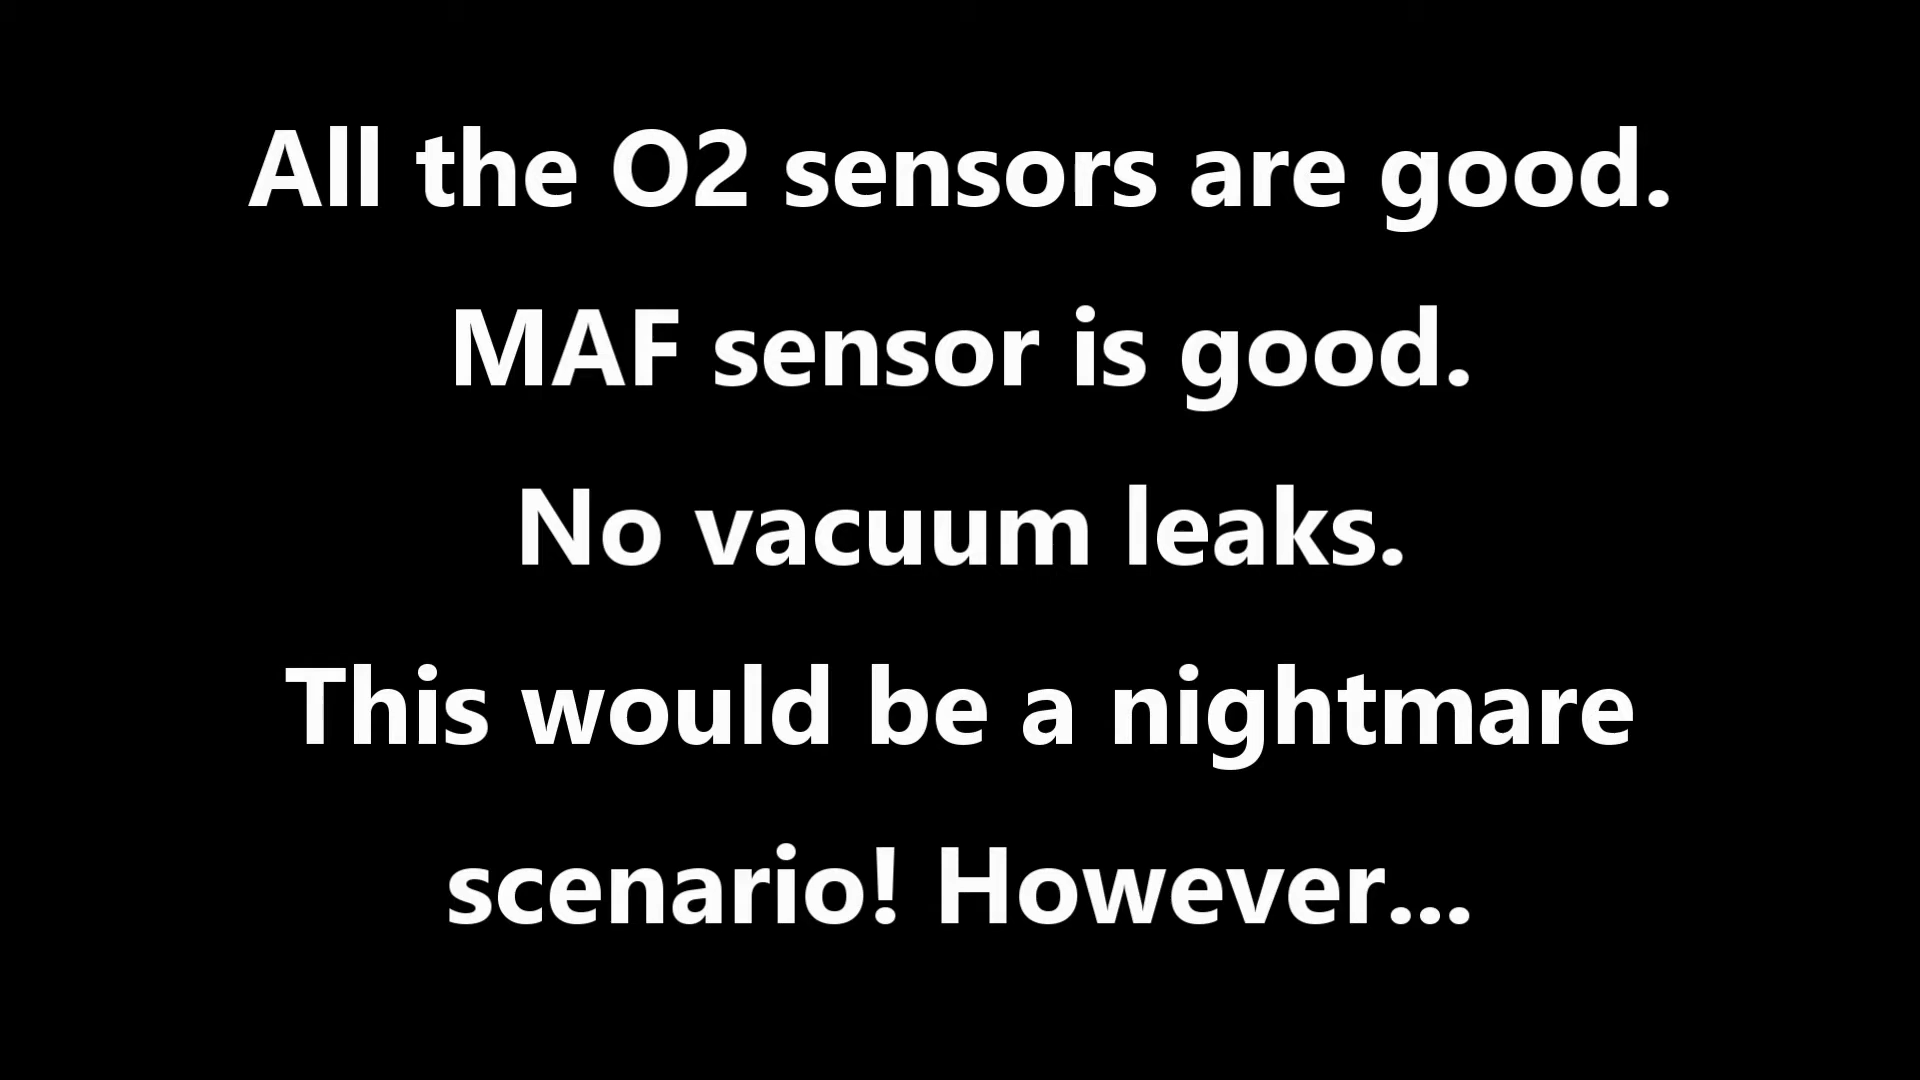 All the O2 sensors are good.
MAF sensor is good.
No vacuum leaks.
This would be a nightmare
scenario! However...